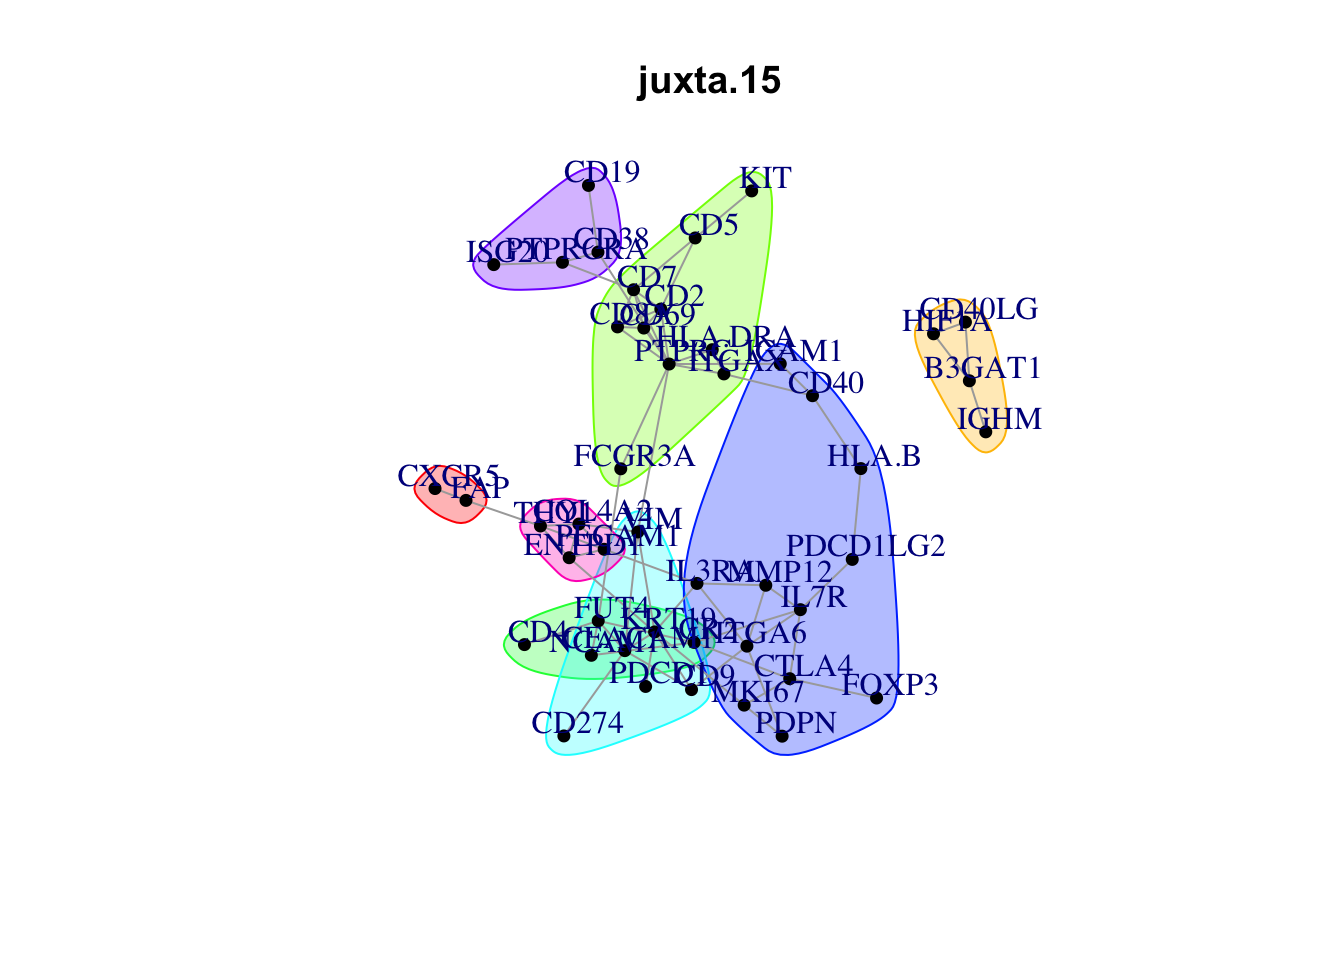 juxta.15
CD19
KIT
CD5
CD38
ISG20
PTPRCRA
CD7
CD2
CD8A
CD69
CD40LG
HIF1A
HLA.DRA
PTPRC
ICAM1
ITGAX
B3GAT1
CD40
IGHM
FCGR3A
HLA.B
CXCR5
FAP
THY1
COL4A2
VIM
PECAM1
ENTPD1
PDCD1LG2
IL3RA
MMP12
IL7R
FUT4
KRT19
CR2
CD4
NCAM1
CEACAM1
ITGA6
CTLA4
PDCD1
CD9
MKI67
FOXP3
CD274
PDPN